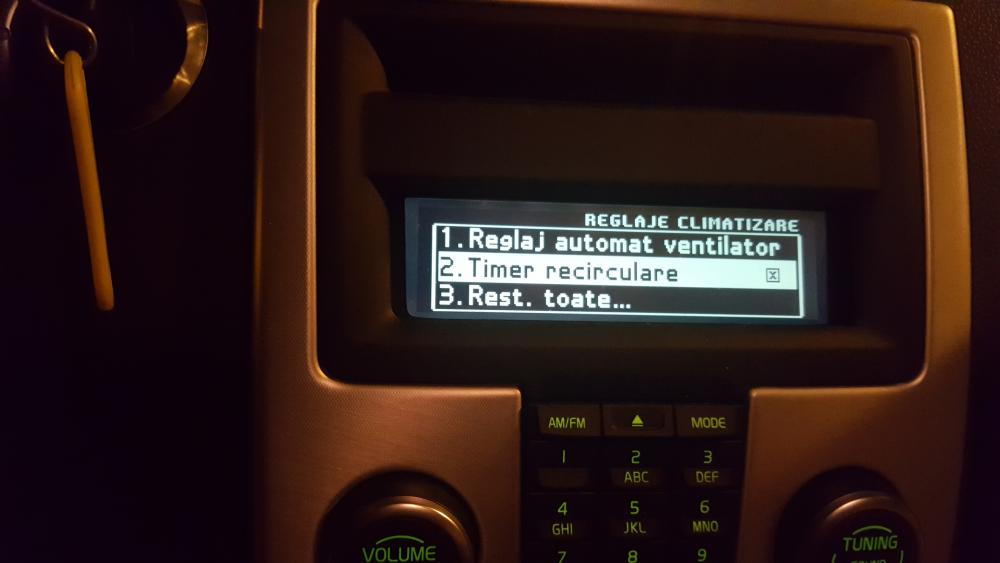 REGLAJE CLIMATIZARE
1.Reglaj automat ventilator
2.Timer recirculare
3.Rest. toate...
AM/FM MODE
1 2 3
ABC DEF
4 5 6
GHI JKL MNO
7 8 9
VOLUME
TUNING
SOUND